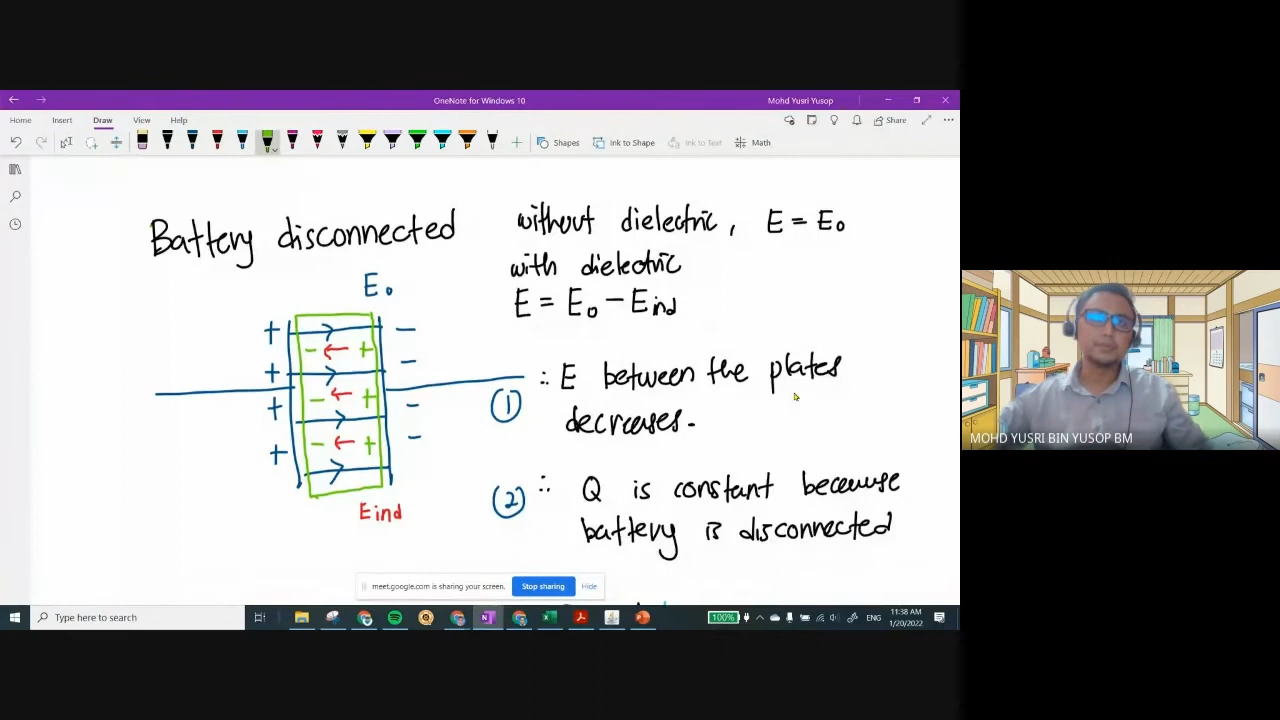 OneNote for Windows 10
Mohd Yusri Yusop
Home Insert Draw View Help
Share
Shapes Ink to Shape Ink to Text Math
Battery disconnected
without dielectric, E = E₀
with dielectric
E = E₀ - Eind
E₀
+ -
- +
+ -
- +
+ -
- +
+ -
Eind
① ∴ E between the plates
decreases.
② ∴ Q is constant because
battery is disconnected
MOHD YUSRI BIN YUSOP BM
meet.google.com is sharing your screen. Stop sharing Hide
Type here to search
100%
ENG
11:38 AM
1/20/2022